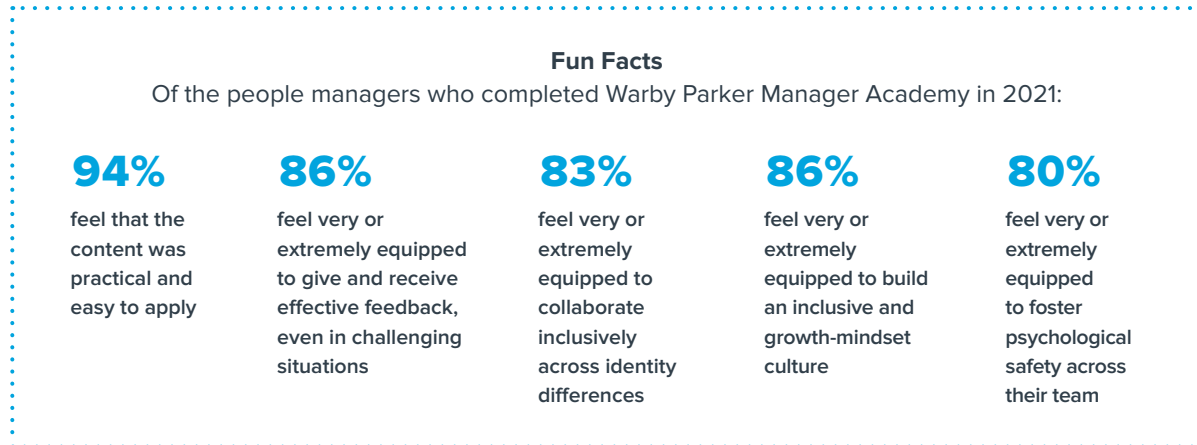 Fun Facts
Of the people managers who completed Warby Parker Manager Academy in 2021:
94%
feel that the
content was
practical and
easy to apply
86%
feel very or
extremely equipped
to give and receive
effective feedback,
even in challenging
situations
83%
feel very or
extremely
equipped to
collaborate
inclusively
across identity
differences
86%
feel very or
extremely
equipped to build
an inclusive and
growth-mindset
culture
80%
feel very or
extremely
equipped
to foster
psychological
safety across
their team